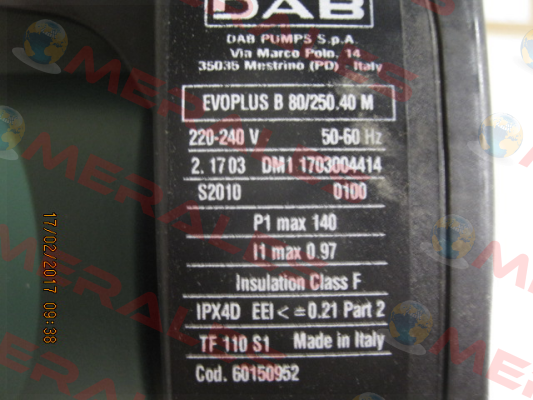 DAB
DAB PUMPS S.p.A.
Via Marco Polo, 14
35035 Mestrino (PD) - Italy
EVOPLUS B 80/250.40 M
220-240 V 50-60 Hz
2. 17 03 DM1 1703004414
S2010 0100
P1 max 140
I1 max 0.97
Insulation Class F
IPX4D EEI < = 0.21 Part 2
TF 110 S1 Made in Italy
Cod. 60150952
17/02/2017 09:38